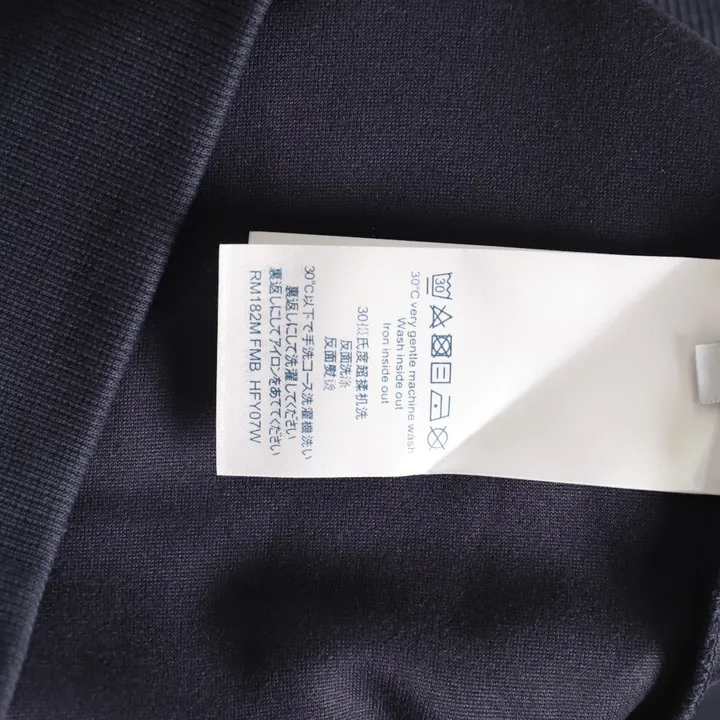 30
30°C very gentle machine wash
Wash inside out
Iron inside out
30摄氏度超揉机洗
反面洗涤
反面熨烫
30℃以下で手洗コース洗濯機洗い
裏返しにして洗濯してください
裏返しにしてアイロンをあててください
RM182M FMB HFY07W